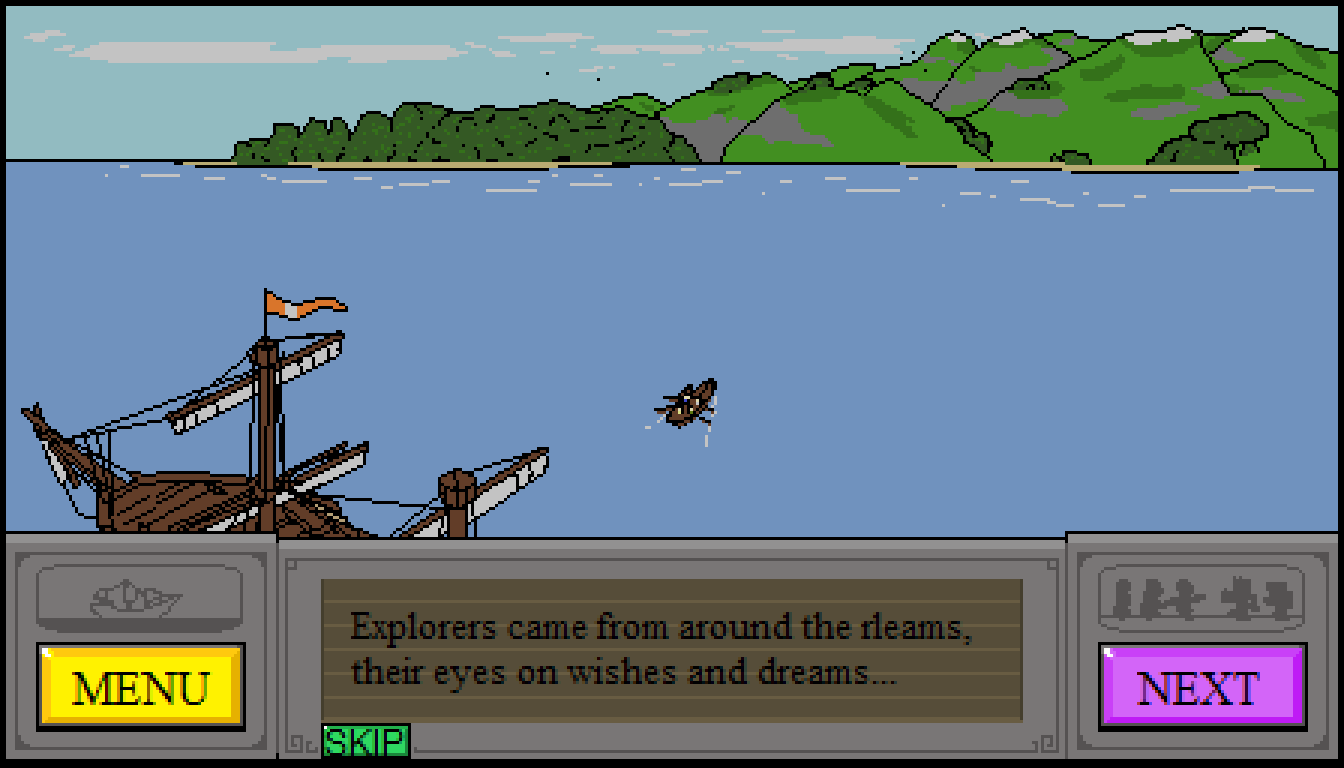 Explorers came from around the rleams,
their eyes on wishes and dreams...
MENU
NEXT
SKIP